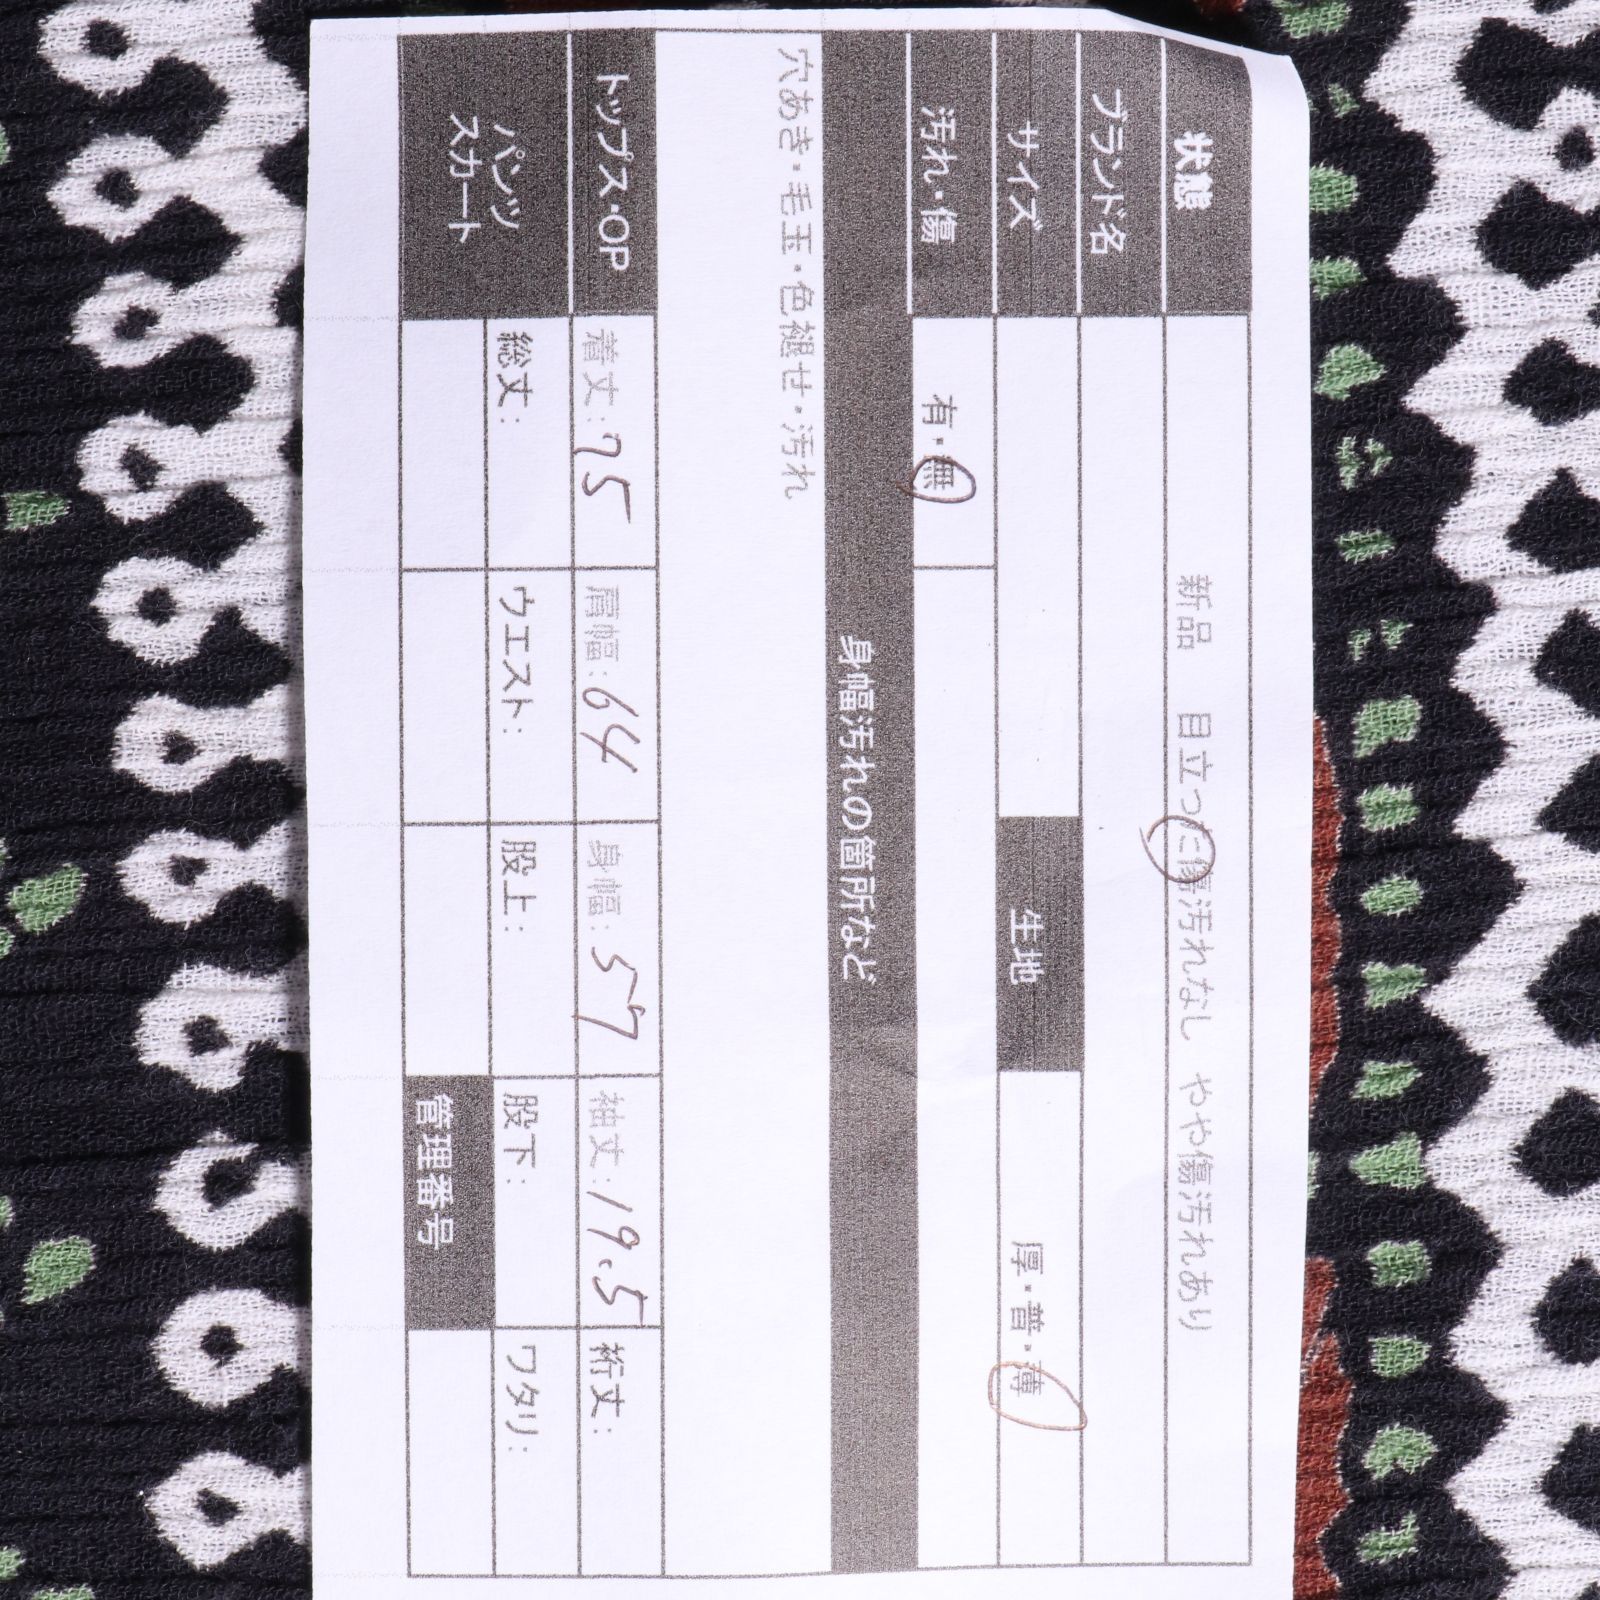 状態 新品 目立った傷汚れなし やや傷汚れあり
ブランド名
サイズ 生地 厚・普・薄
汚れ・傷 有・無
身幅汚れの箇所など
穴あき・毛玉・色褪せ・汚れ
トップス・OP 着丈:75 肩幅:64 身幅:57 袖丈:19.5 裄丈:
パンツ スカート 総丈: ウエスト: 股上: 股下: ワタリ:
管理番号